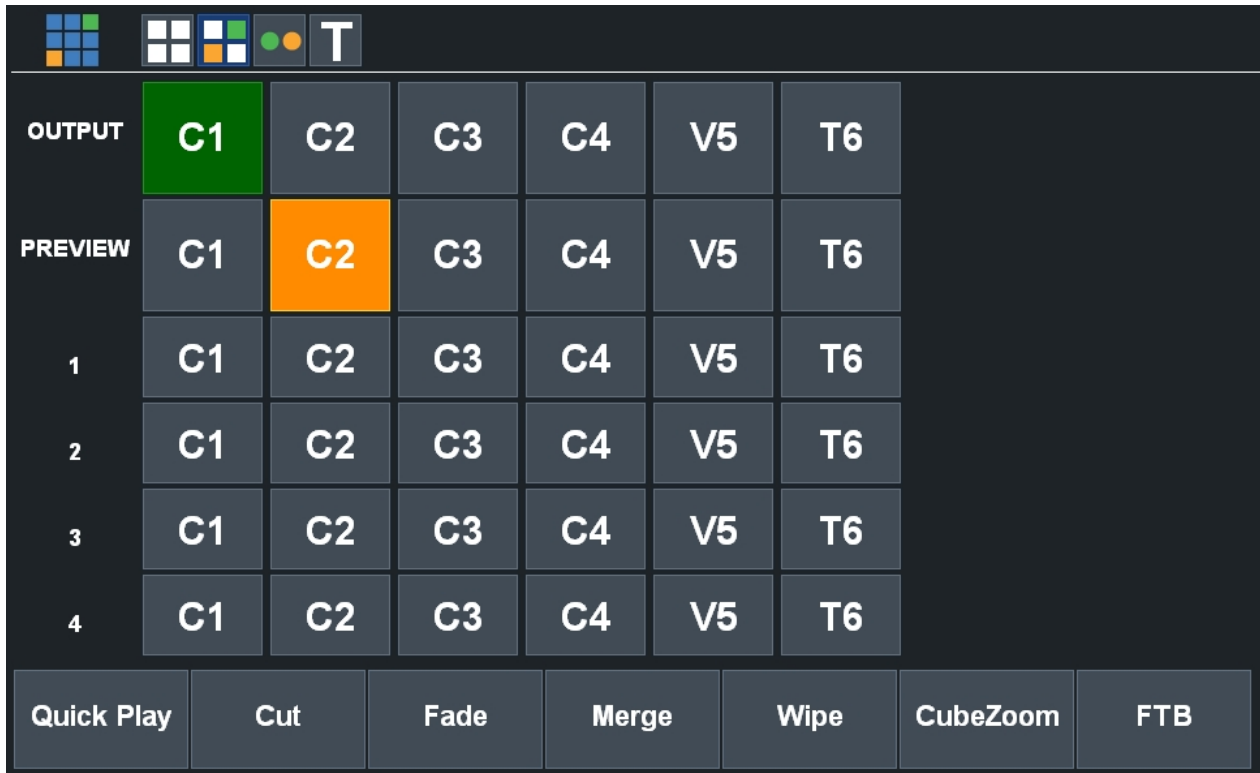 T
OUTPUT C1 C2 C3 C4 V5 T6
PREVIEW C1 C2 C3 C4 V5 T6
1 C1 C2 C3 C4 V5 T6
2 C1 C2 C3 C4 V5 T6
3 C1 C2 C3 C4 V5 T6
4 C1 C2 C3 C4 V5 T6
Quick Play Cut Fade Merge Wipe CubeZoom FTB